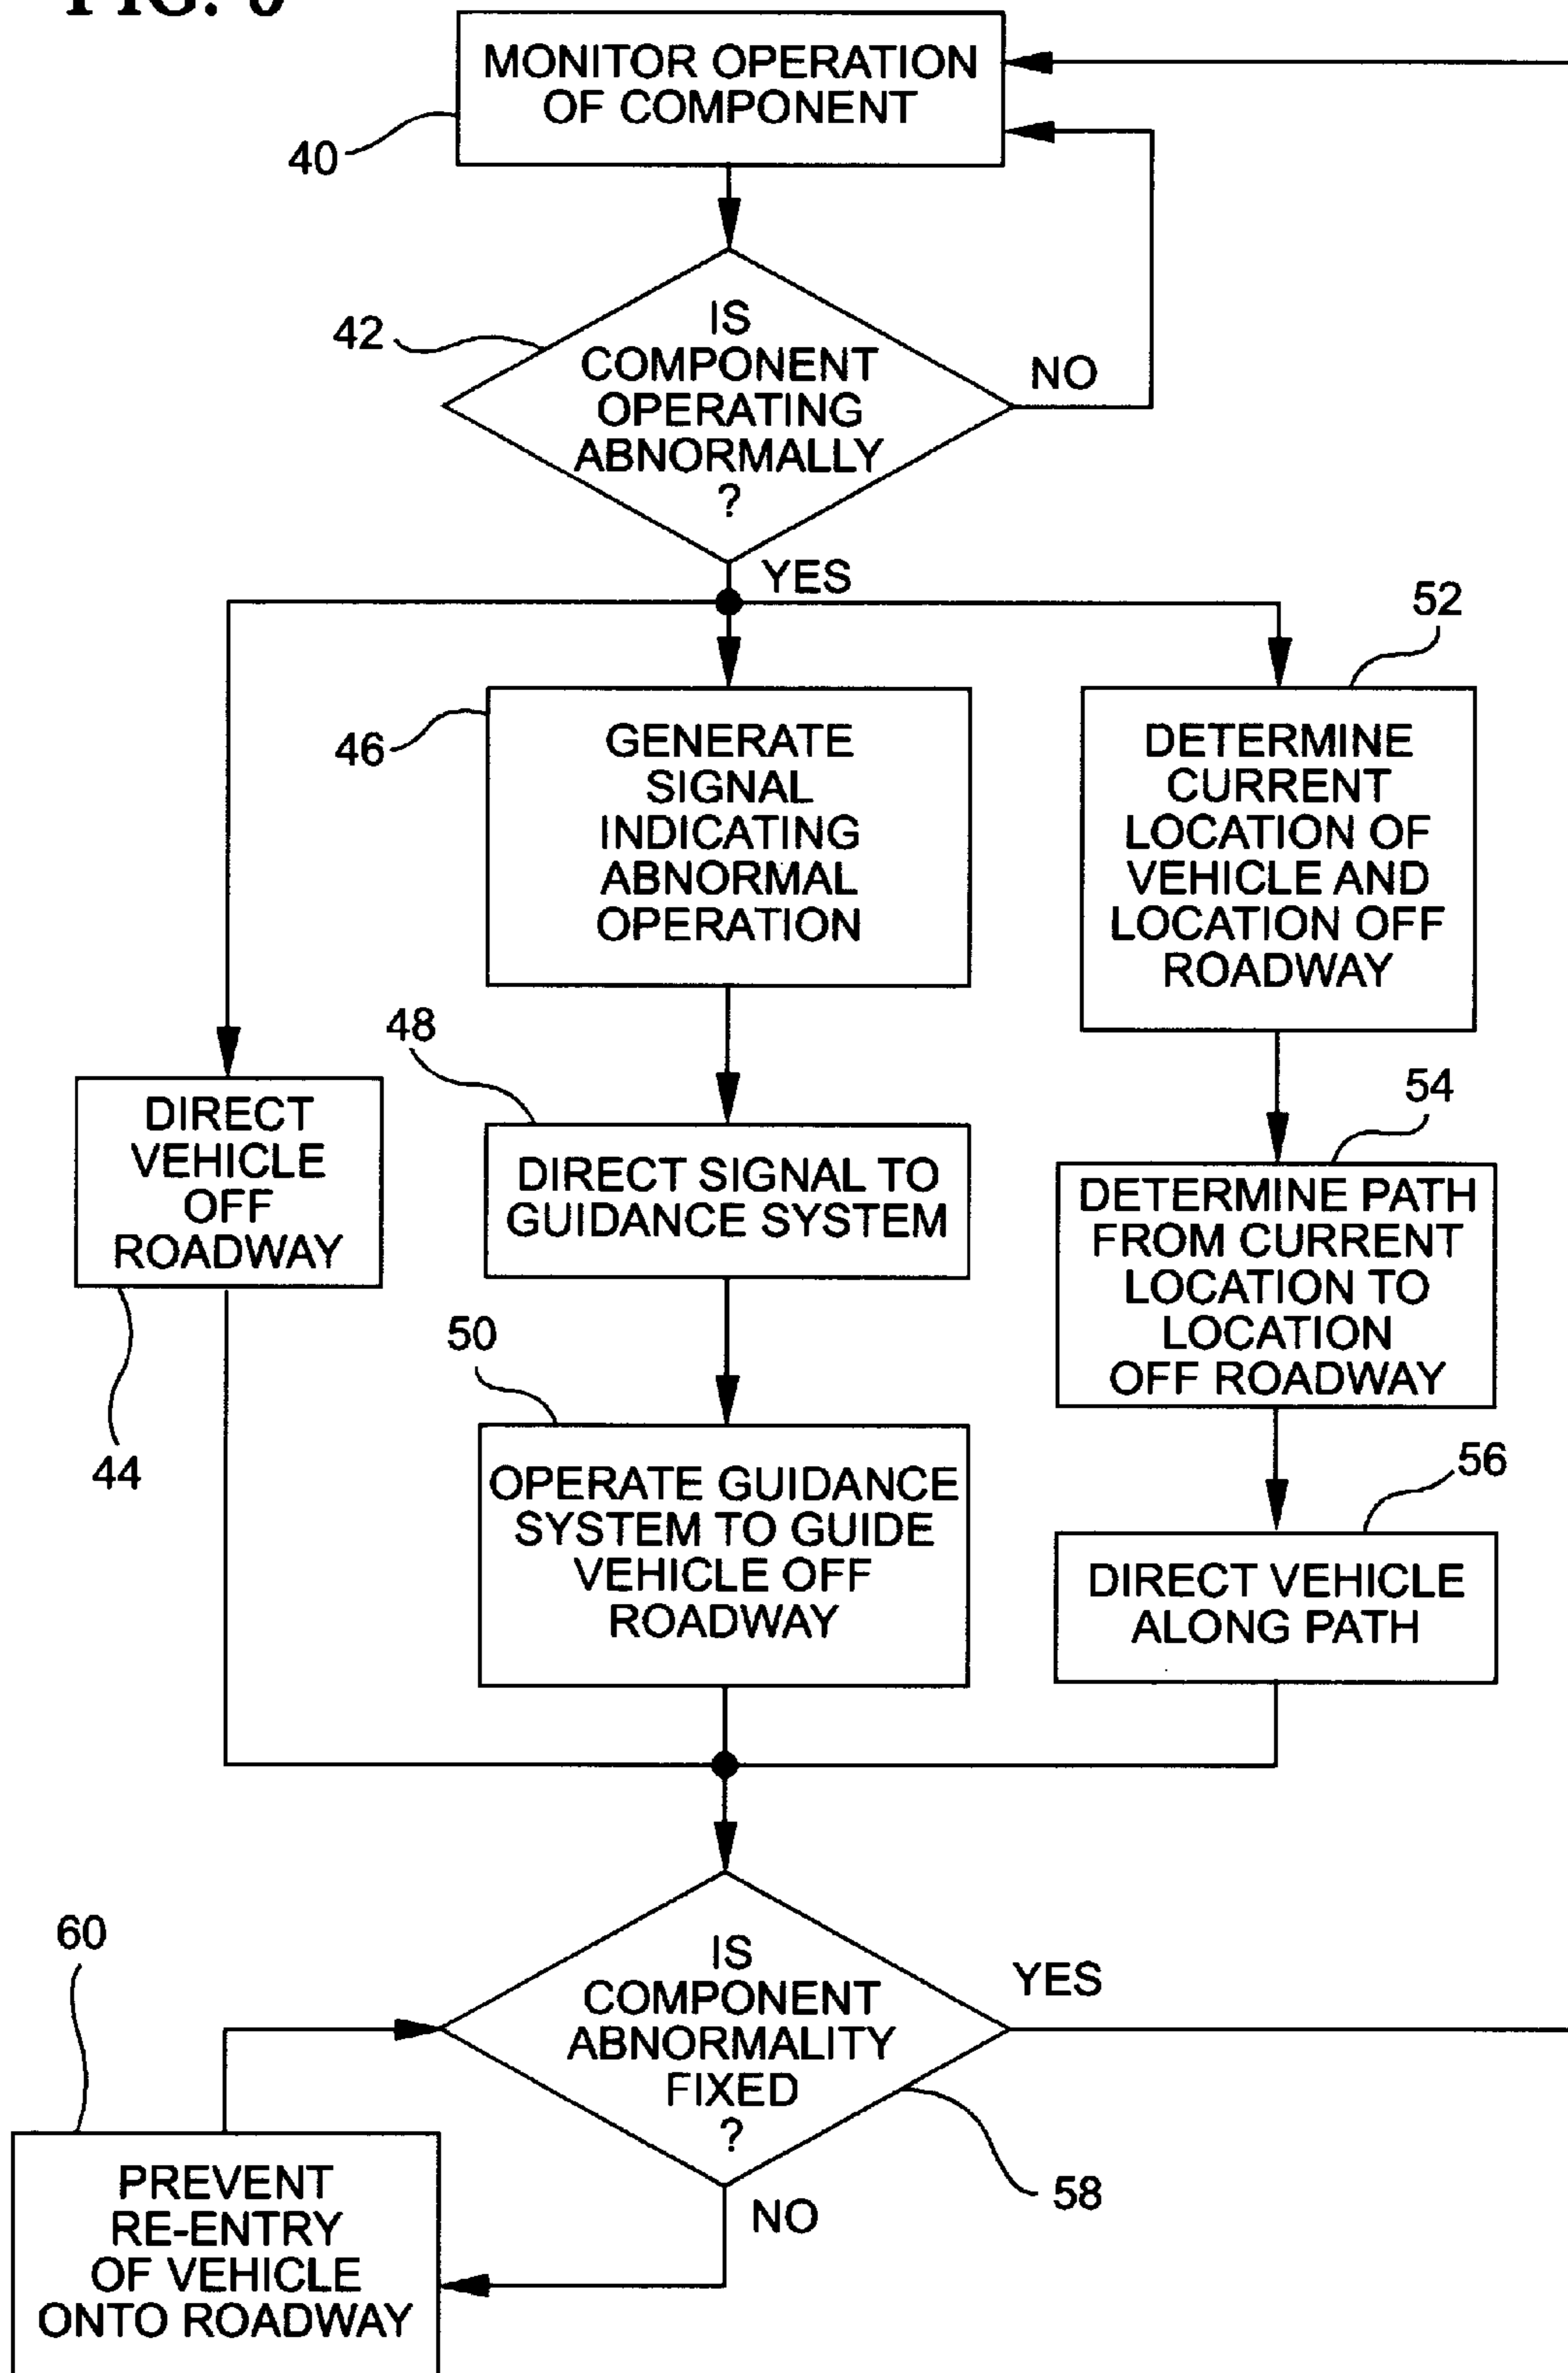 MONITOR OPERATION
OF COMPONENT
40
42
IS
COMPONENT
OPERATING
ABNORMALLY
?
NO
YES
52
46
GENERATE
SIGNAL
INDICATING
ABNORMAL
OPERATION
DETERMINE
CURRENT
LOCATION OF
VEHICLE AND
LOCATION OFF
ROADWAY
48
54
DIRECT
VEHICLE
OFF
ROADWAY
DIRECT SIGNAL TO
GUIDANCE SYSTEM
DETERMINE PATH
FROM CURRENT
LOCATION TO
LOCATION
OFF ROADWAY
50
44
56
OPERATE GUIDANCE
SYSTEM TO GUIDE
VEHICLE OFF
ROADWAY
DIRECT VEHICLE
ALONG PATH
60
IS
COMPONENT
ABNORMALITY
FIXED
?
YES
58
NO
PREVENT
RE-ENTRY
OF VEHICLE
ONTO ROADWAY